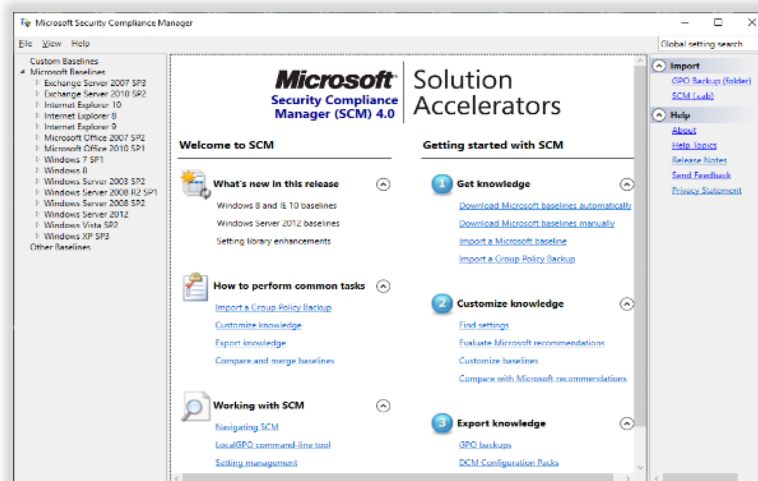 Microsoft Security Compliance Manager
File View Help
Global setting search
Custom Baselines
Microsoft Baselines
Exchange Server 2007 SP3
Exchange Server 2010 SP2
Internet Explorer 10
Internet Explorer 8
Internet Explorer 9
Microsoft Office 2007 SP2
Microsoft Office 2010 SP1
Windows 7 SP1
Windows 8
Windows Server 2003 SP2
Windows Server 2008 R2 SP1
Windows Server 2008 SP2
Windows Server 2012
Windows Vista SP2
Windows XP SP3
Other Baselines
Microsoft
Security Compliance
Manager (SCM) 4.0
Solution
Accelerators
Welcome to SCM
What's new in this release
Windows 8 and IE 10 baselines
Windows Server 2012 baselines
Setting library enhancements
How to perform common tasks
Import a Group Policy Backup
Customize knowledge
Export knowledge
Compare and merge baselines
Working with SCM
Navigating SCM
LocalGPO command-line tool
Setting management
Getting started with SCM
1 Get knowledge
Download Microsoft baselines automatically
Download Microsoft baselines manually
Import a Microsoft baseline
Import a Group Policy Backup
2 Customize knowledge
Find settings
Evaluate Microsoft recommendations
Customize baselines
Compare with Microsoft recommendations
3 Export knowledge
GPO backups
DCM Configuration Packs
Import
GPO Backup (folder)
SCM (.cab)
Help
About
Help Topics
Release Notes
Send Feedback
Privacy Statement